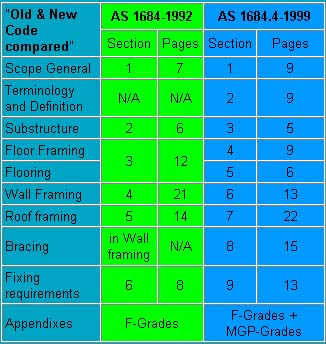 "Old & New Code compared" AS 1684-1992 AS 1684.4-1999
Section Pages Section Pages
Scope General 1 7 1 9
Terminology and Definition N/A N/A 2 9
Substructure 2 6 3 5
Floor Framing 3 12 4 9
Flooring 5 6
Wall Framing 4 21 6 13
Roof framing 5 14 7 22
Bracing in Wall framing N/A 8 15
Fixing requirements 6 8 9 13
Appendixes F-Grades F-Grades + MGP-Grades